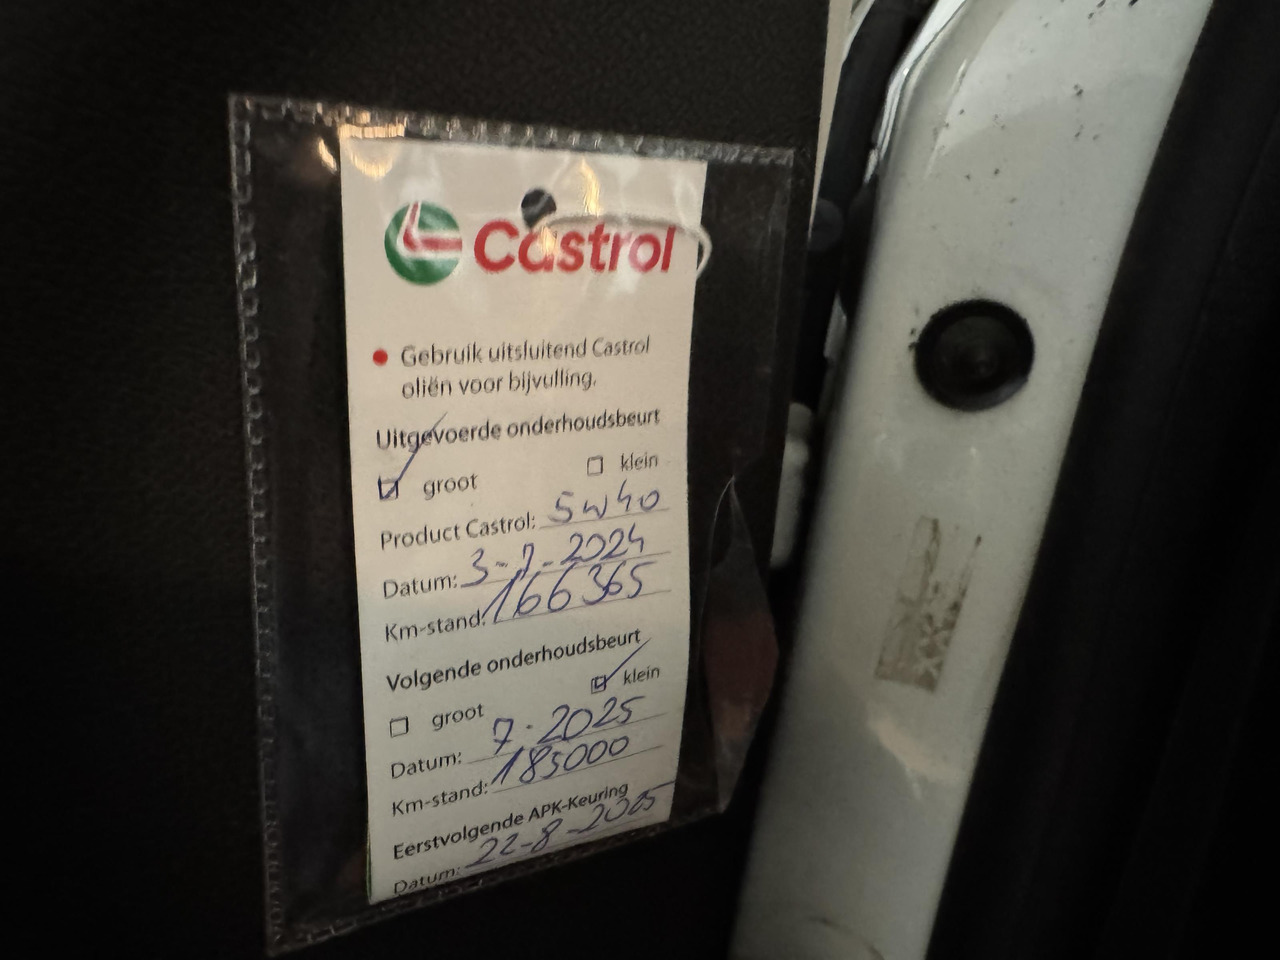 Castrol
Gebruik uitsluitend Castrol
oliën voor bijvulling.
Uitgevoerde onderhoudsbeurt
groot klein
Product Castrol: 5w40
Datum: 3-7-2024
Km-stand: 166365
Volgende onderhoudsbeurt
groot klein
Datum: 7-2025
Km-stand: 185000
Eerstvolgende APK-Keuring
Datum: 22-8-2025